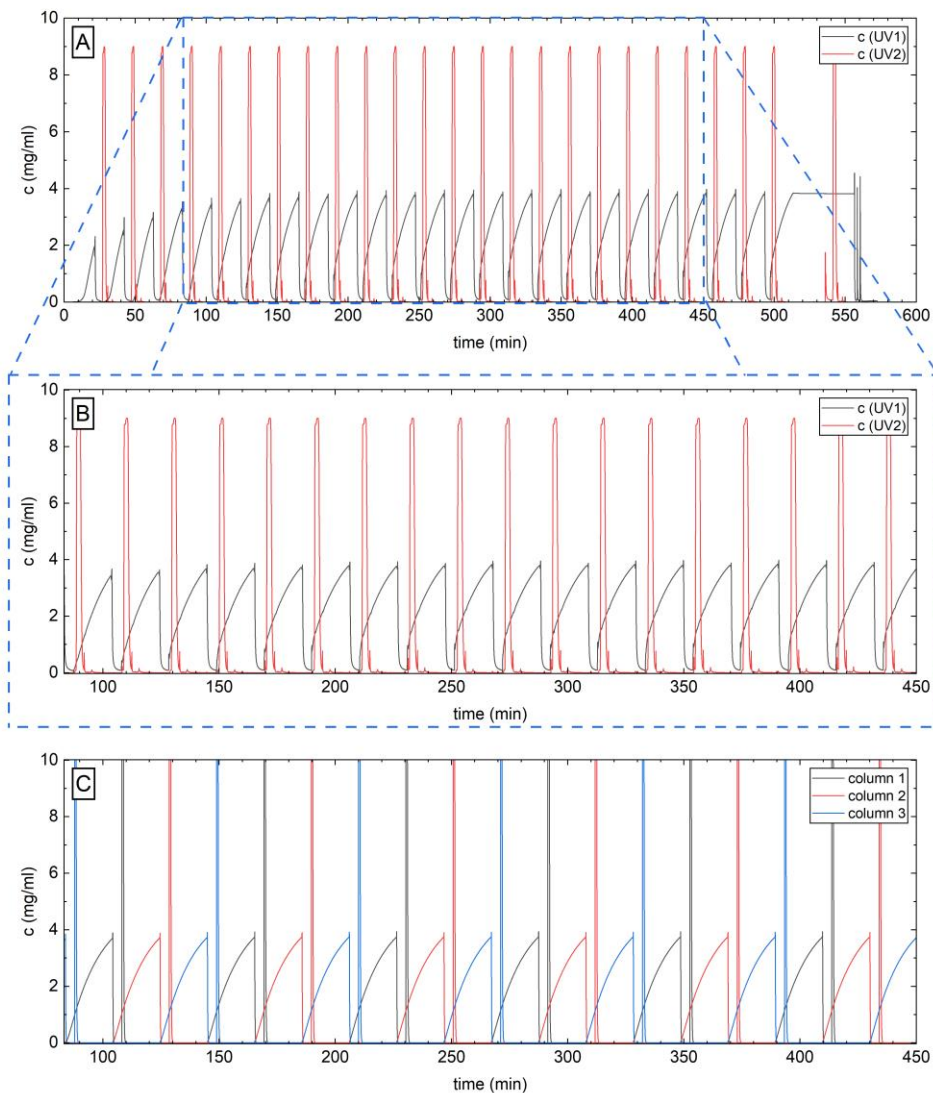 A
c (UV1)
c (UV2)
10
8
6
4
2
0
c (mg/ml)
0 50 100 150 200 250 300 350 400 450 500 550 600
time (min)
B
c (UV1)
c (UV2)
10
8
6
4
2
0
c (mg/ml)
100 150 200 250 300 350 400 450
time (min)
C
column 1
column 2
column 3
10
8
6
4
2
0
c (mg/ml)
100 150 200 250 300 350 400 450
time (min)